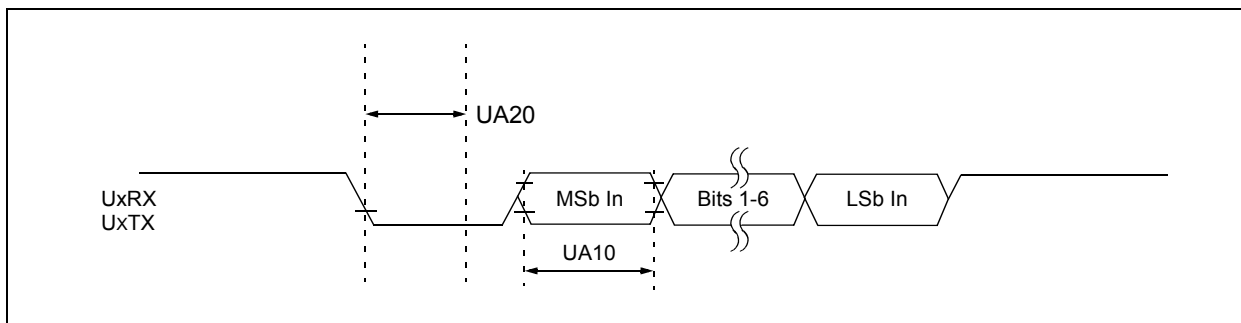 UA20
UxRX
UxTX
MSb In
Bits 1-6
LSb In
UA10